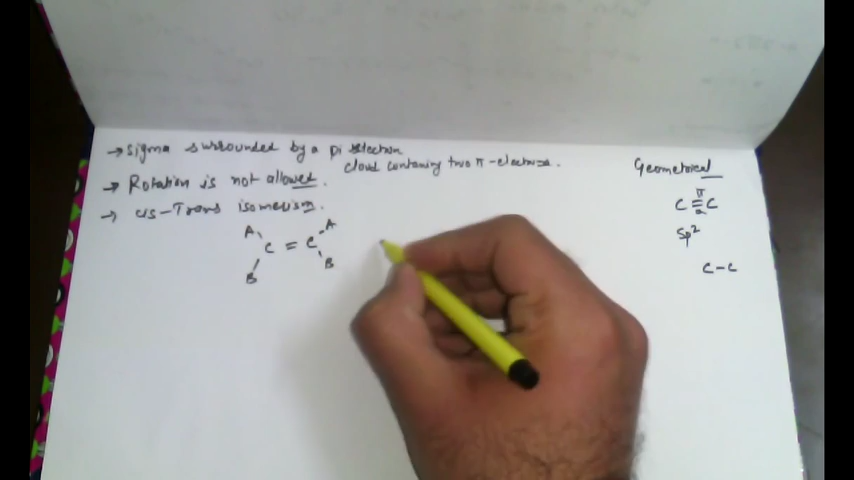 → sigma surrounded by a pi electron
cloud containing two π-electrons.
→ Rotation is not allowed.
→ cis-Trans isomerism.
A A
C = C
B B
Geometrical
π
C = C
σ
Sp²
C-C